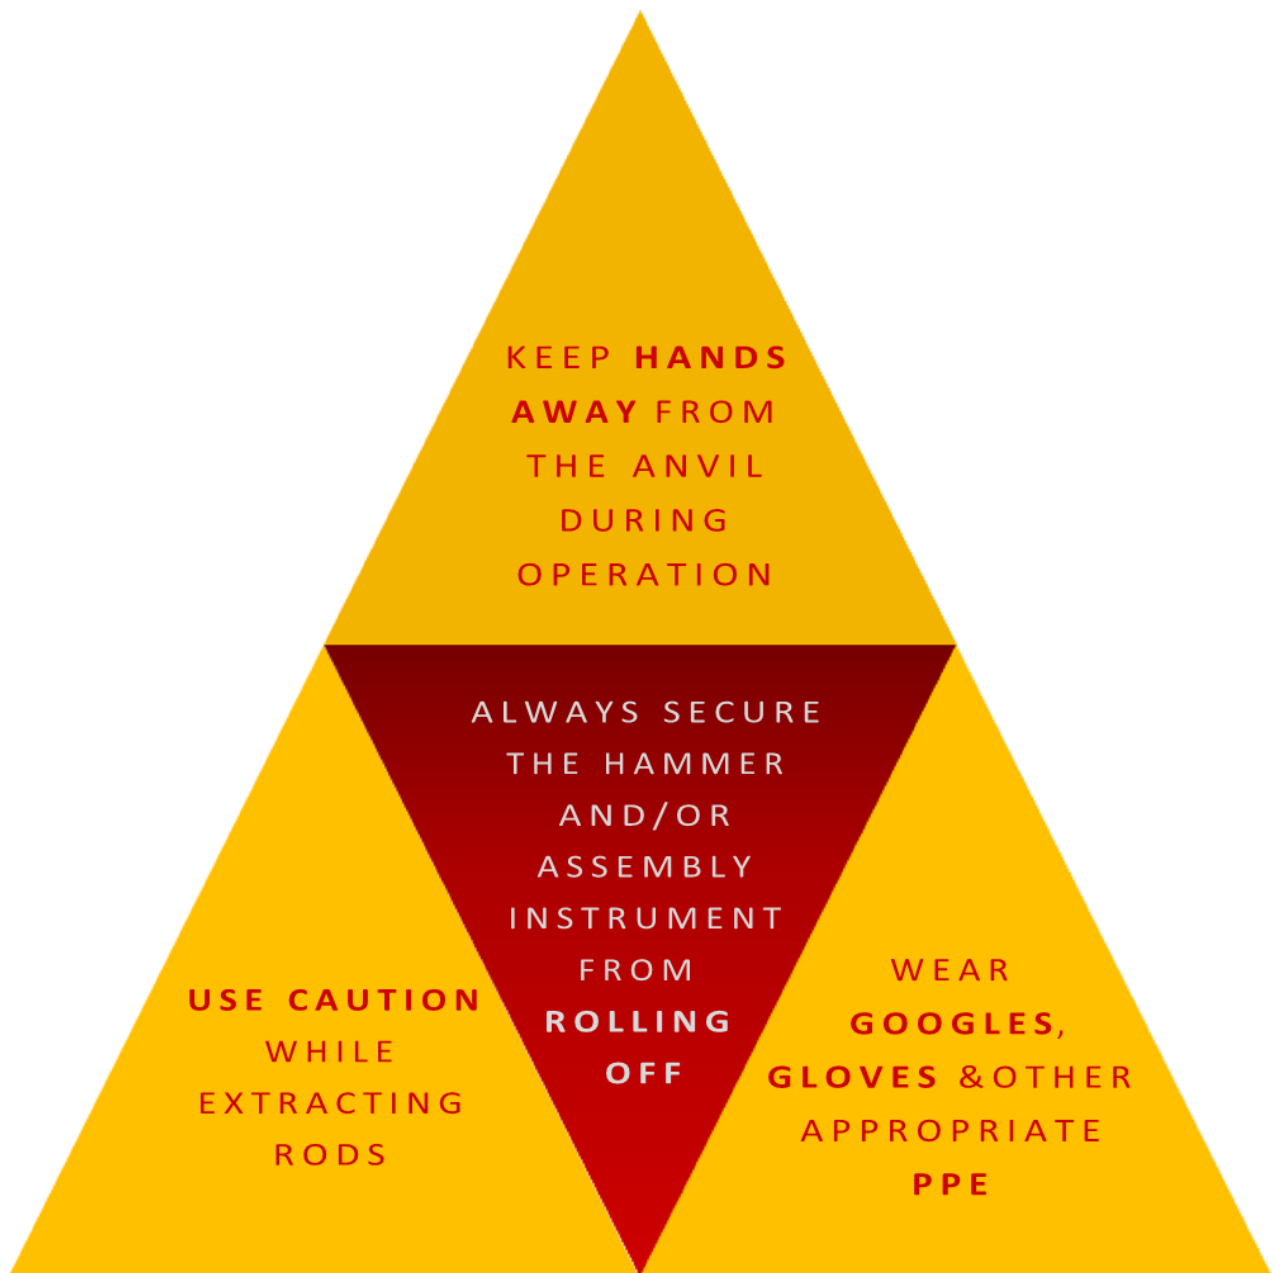 KEEP HANDS
AWAY FROM
THE ANVIL
DURING
OPERATION
ALWAYS SECURE
THE HAMMER
AND/OR
ASSEMBLY
INSTRUMENT
FROM
ROLLING
OFF
USE CAUTION
WHILE
EXTRACTING
RODS
WEAR
GOOGLES,
GLOVES &OTHER
APPROPRIATE
PPE